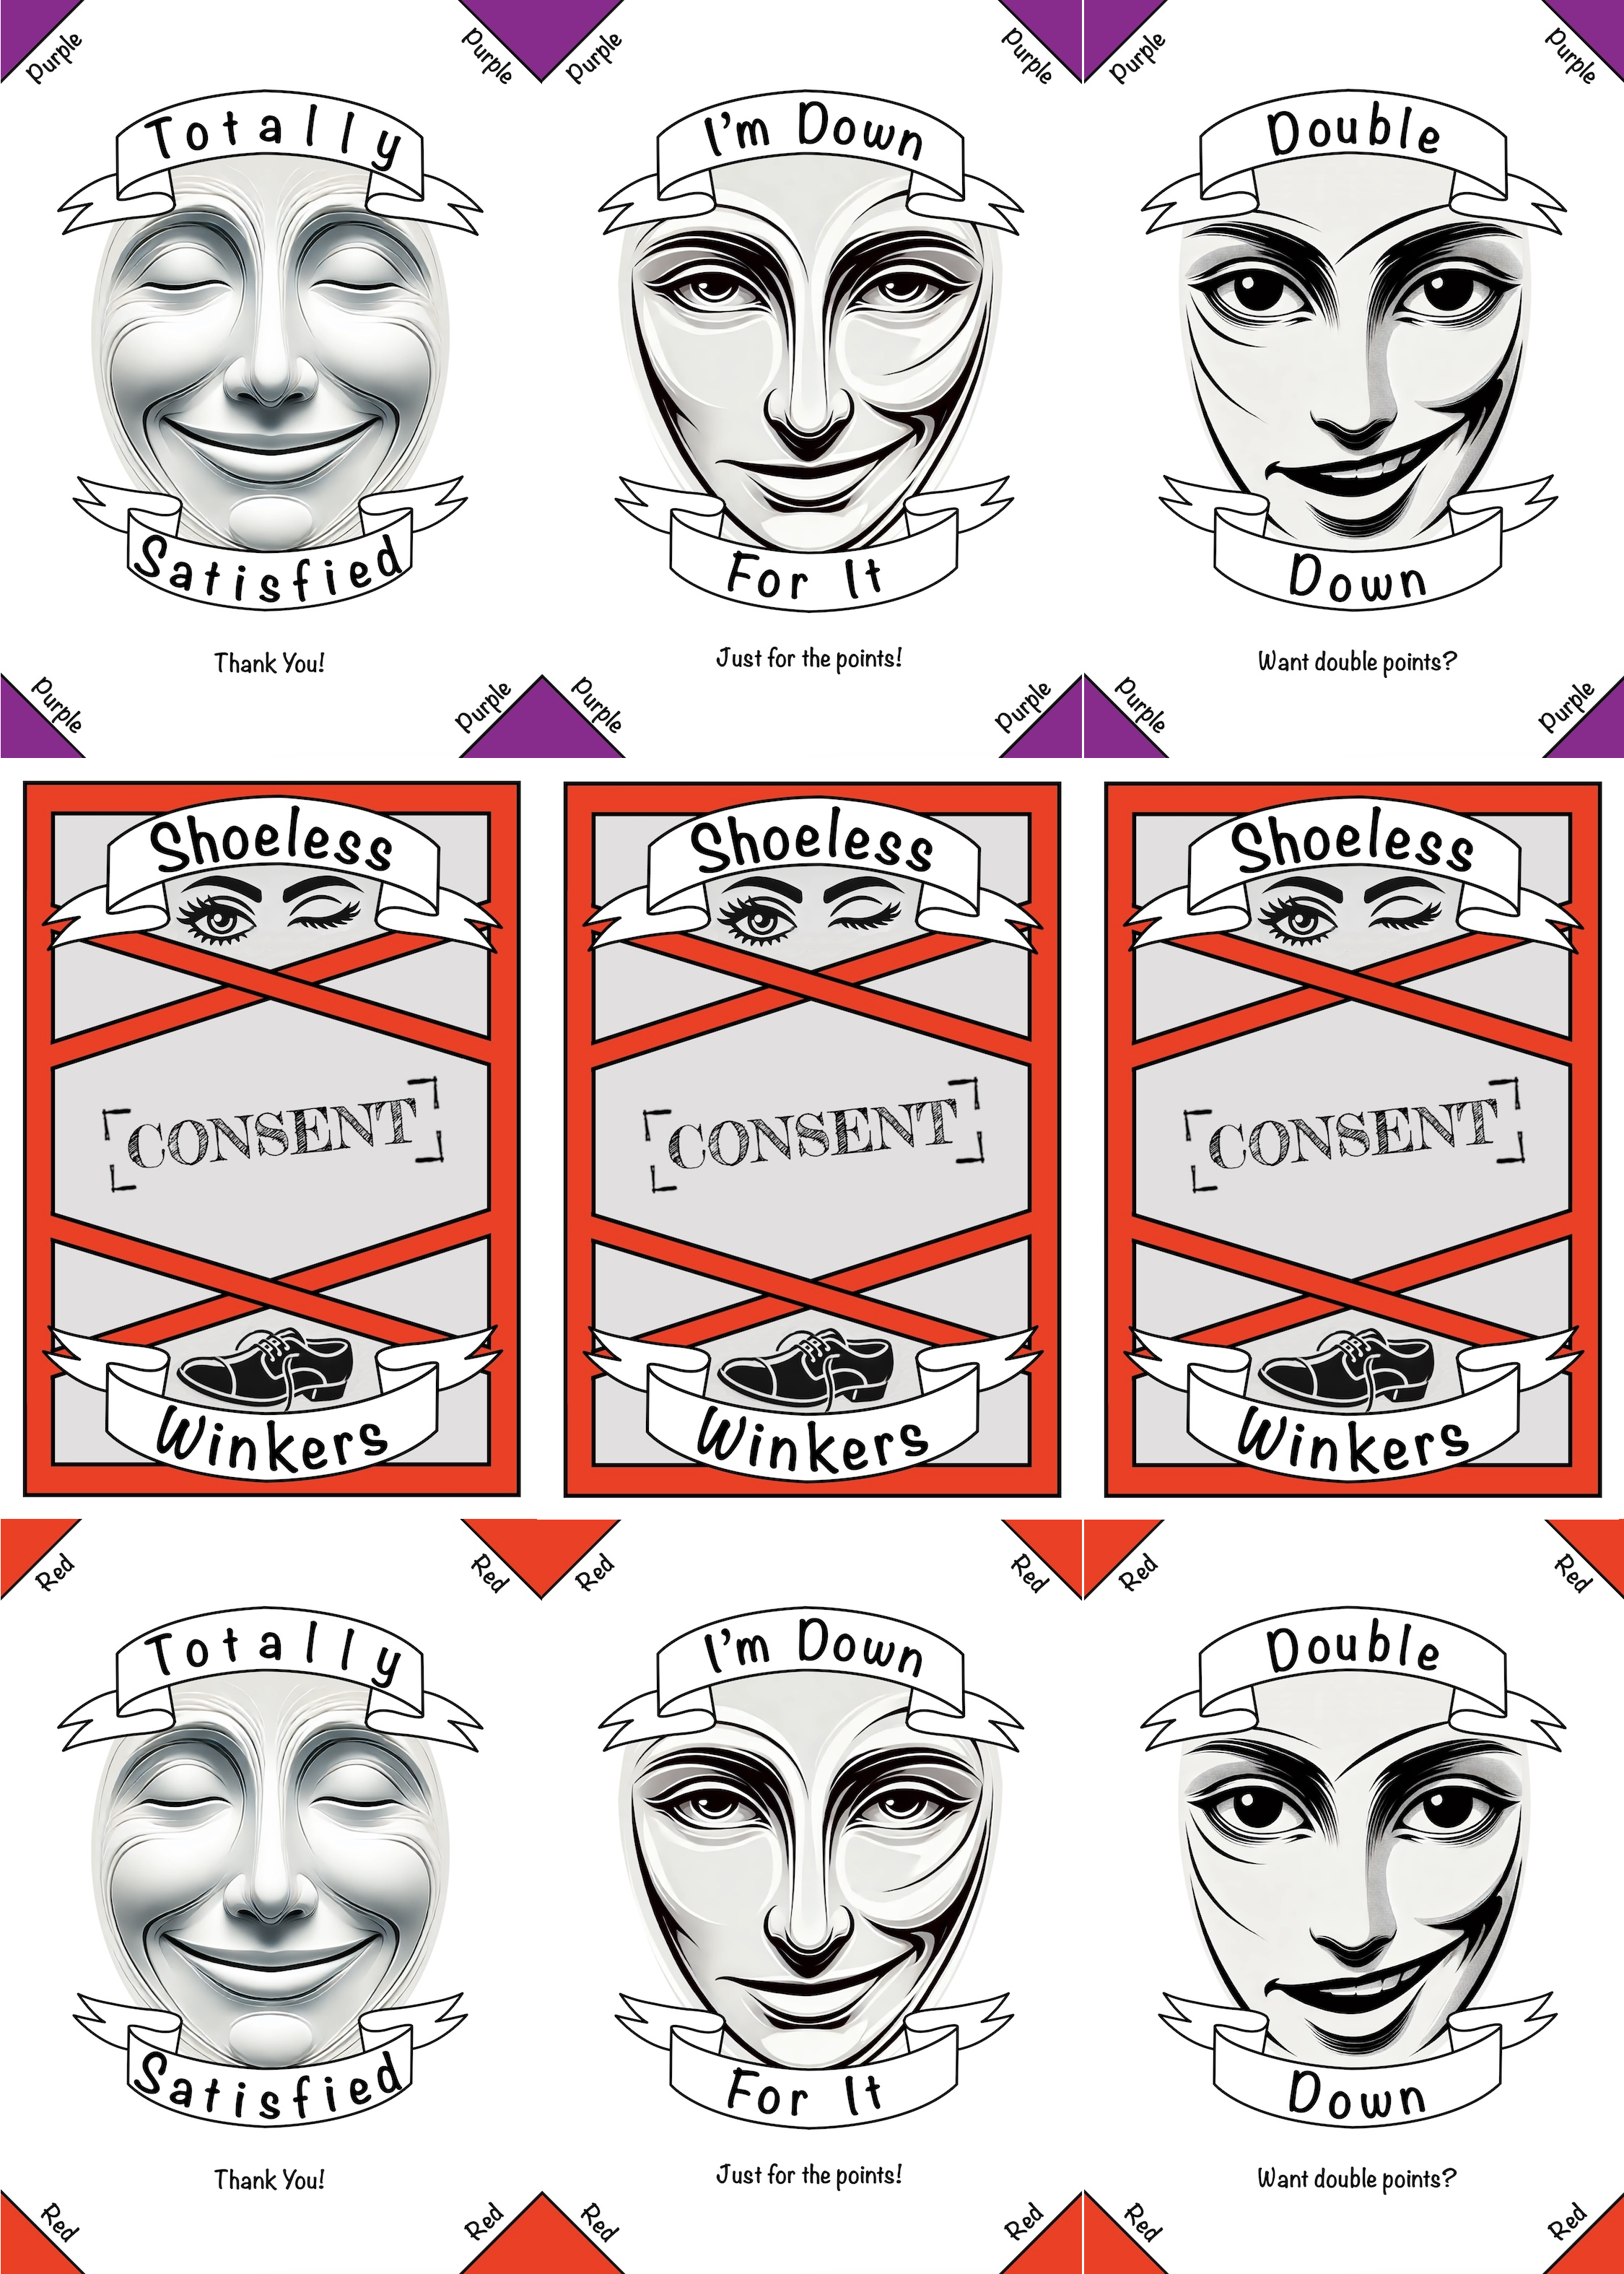 Purple Purple Purple Purple Purple Purple
Totally I'm Down Double
Satisfied For It Down
Thank You! Just for the points! Want double points?
Purple Purple Purple Purple Purple Purple
Shoeless Shoeless Shoeless
CONSENT CONSENT CONSENT
Winkers Winkers Winkers
Red Red Red Red Red Red
Totally I'm Down Double
Satisfied For It Down
Thank You! Just for the points! Want double points?
Red Red Red Red Red Red